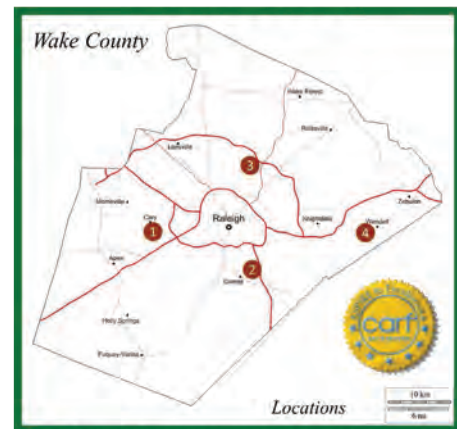 Wake County
Wake Forest
Rolesville
3
Morrisville
Cary
1
Raleigh
Knightdale
Zebulon
Wendell
4
Apex
2
Garner
Holly Springs
Fuquay-Varina
carf
10 km
6 mi
Locations